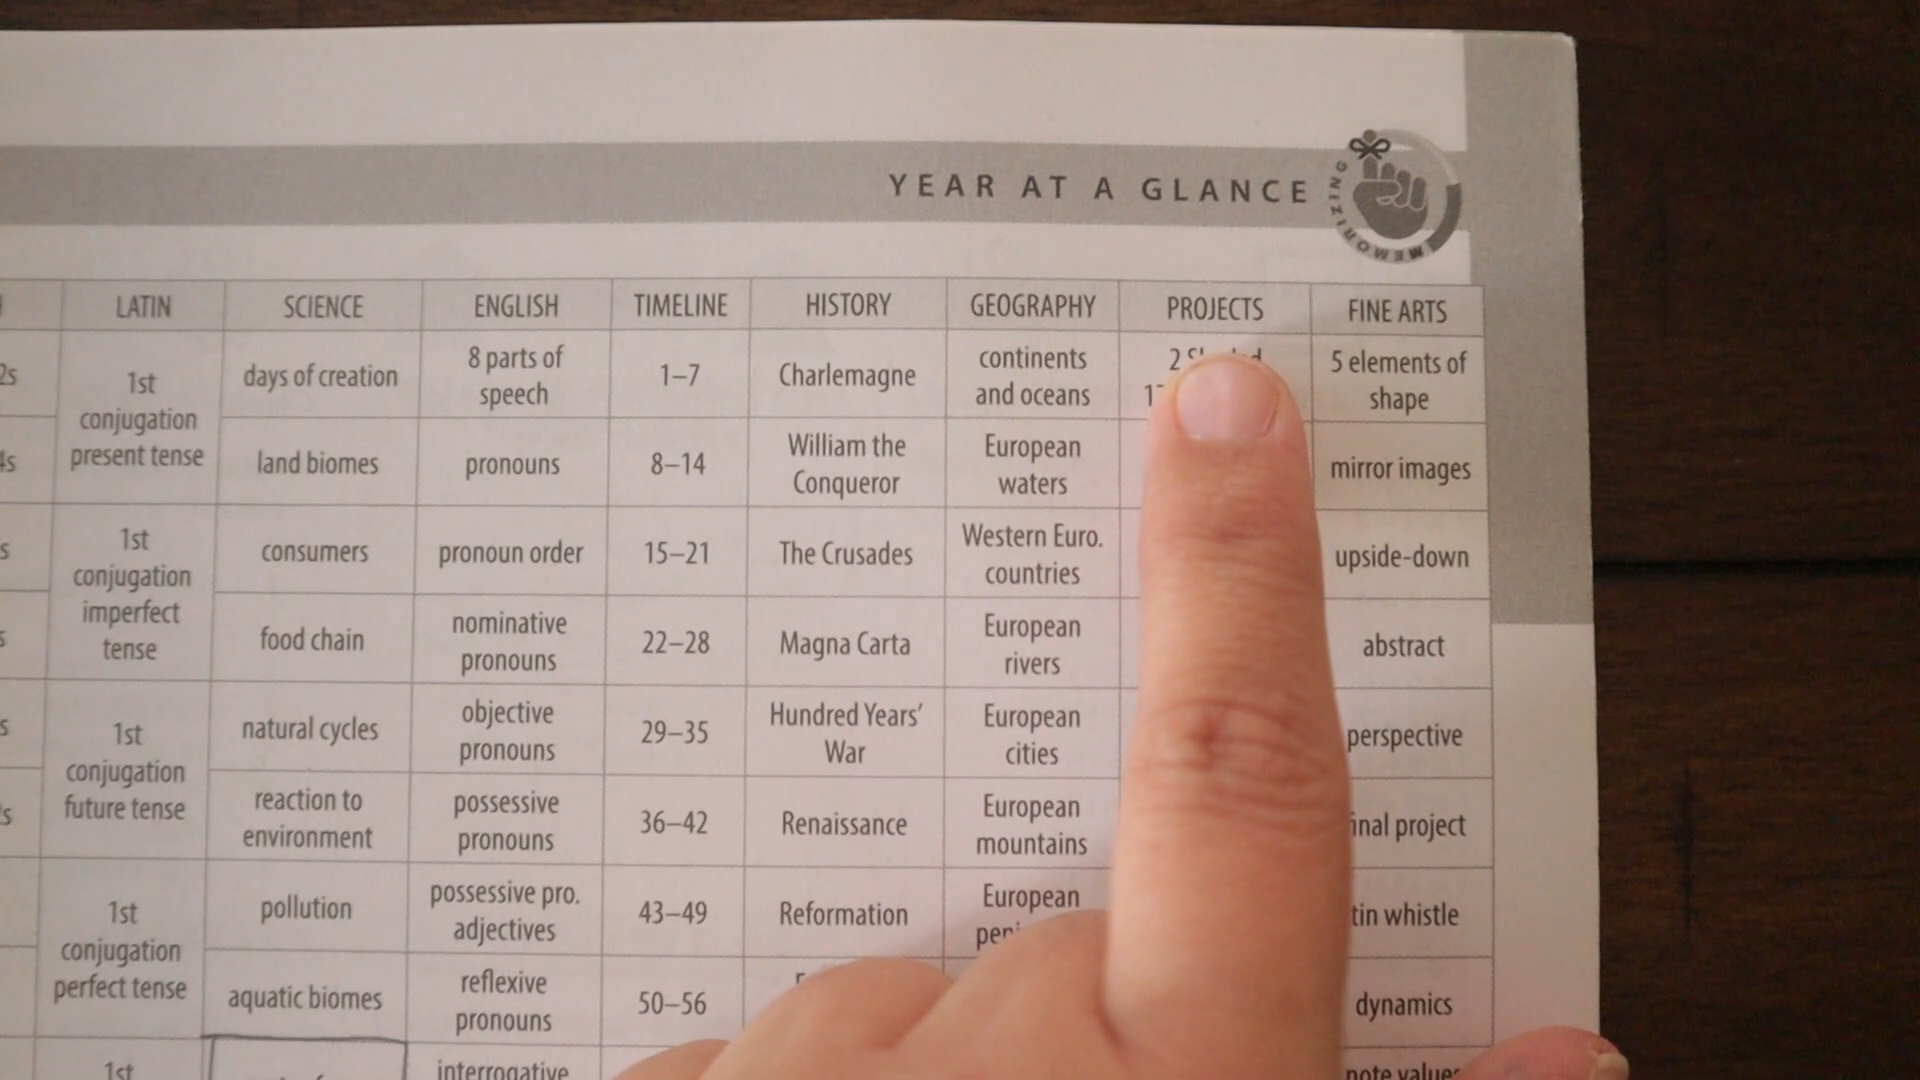 YEAR AT A GLANCE
MEMORIZING
LATIN SCIENCE ENGLISH TIMELINE HISTORY GEOGRAPHY PROJECTS FINE ARTS
2s
1st
conjugation
present tense
days of creation
8 parts of
speech
1–7
Charlemagne
continents
and oceans
2
5 elements of
shape
4s
land biomes
pronouns
8–14
William the
Conqueror
European
waters
mirror images
s
1st
conjugation
imperfect
tense
consumers
pronoun order
15–21
The Crusades
Western Euro.
countries
upside-down
s
food chain
nominative
pronouns
22–28
Magna Carta
European
rivers
abstract
s
1st
conjugation
future tense
natural cycles
objective
pronouns
29–35
Hundred Years’
War
European
cities
perspective
s
reaction to
environment
possessive
pronouns
36–42
Renaissance
European
mountains
final project
1st
conjugation
perfect tense
pollution
possessive pro.
adjectives
43–49
Reformation
European
tin whistle
aquatic biomes
reflexive
pronouns
50–56
dynamics
1st
interrogative
note values